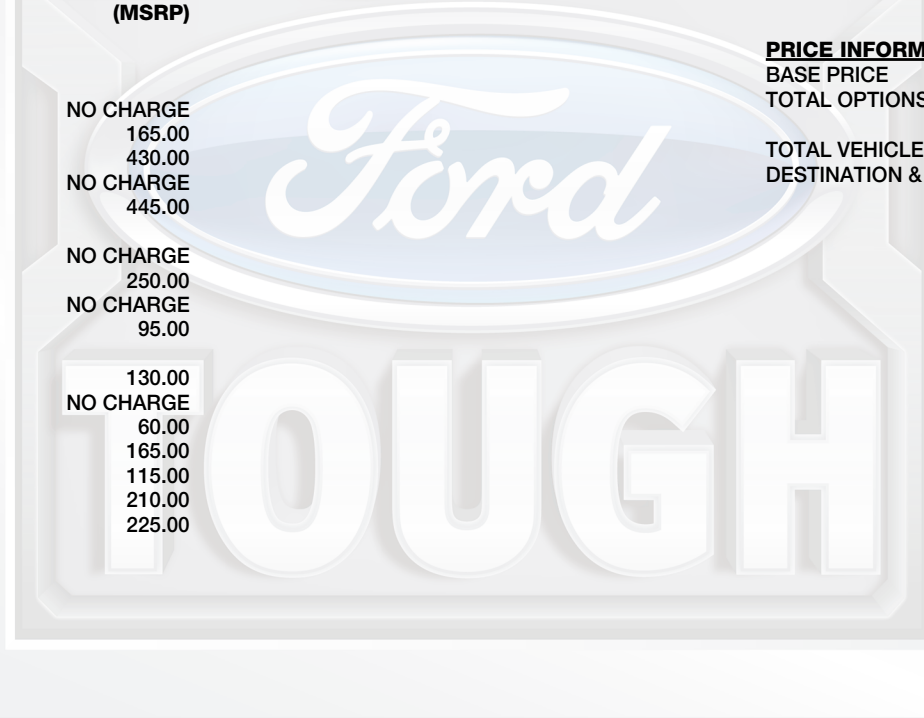 (MSRP)
NO CHARGE
165.00
430.00
NO CHARGE
445.00
NO CHARGE
250.00
NO CHARGE
95.00
130.00
NO CHARGE
60.00
165.00
115.00
210.00
225.00
PRICE INFORM
BASE PRICE
TOTAL OPTIONS
TOTAL VEHICLE
DESTINATION &
Ford
TOUGH